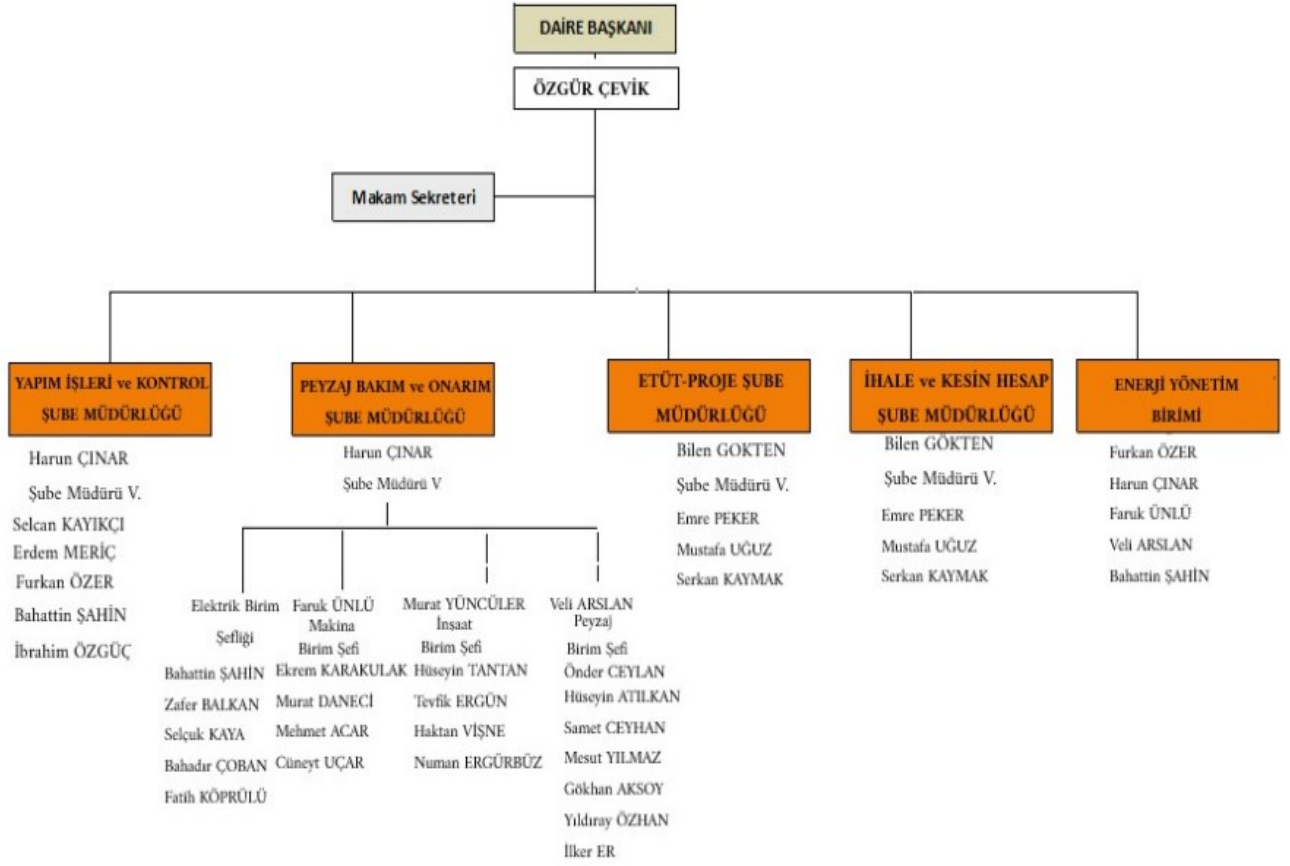 DAİRE BAŞKANI
ÖZGÜR ÇEVİK
Makam Sekreteri
YAPIM İŞLERİ ve KONTROL
ŞUBE MÜDÜRLÜĞÜ
Harun ÇINAR
Şube Müdürü V.
Selcan KAYIKÇI
Erdem MERİÇ
Furkan ÖZER
Bahattin ŞAHİN
İbrahim ÖZGÜÇ
PEYZAJ BAKIM ve ONARIM
ŞUBE MÜDÜRLÜĞÜ
Harun ÇINAR
Şube Müdürü V
Elektrik Birim
Şefliği
Bahattin ŞAHİN
Zafer BALKAN
Selçuk KAYA
Bahadır ÇOBAN
Fatih KÖPRÜLÜ
Faruk ÜNLÜ
Makina
Birim Şefi
Ekrem KARAKULAK
Murat DANECİ
Mehmet ACAR
Cüneyt UÇAR
Murat YÜNCÜLER
İnşaat
Birim Şefi
Hüseyin TANTAN
Tevfik ERGÜN
Haktan VİŞNE
Numan ERGÜRBÜZ
Veli ARSLAN
Peyzaj
Birim Şefi
Önder CEYLAN
Hüseyin ATILKAN
Samet CEYHAN
Mesut YILMAZ
Gökhan AKSOY
Yıldıray ÖZHAN
İlker ER
ETÜT-PROJE ŞUBE
MÜDÜRLÜĞÜ
Bilen GOKTEN
Şube Müdürü V.
Emre PEKER
Mustafa UĞUZ
Serkan KAYMAK
İHALE ve KESİN HESAP
ŞUBE MÜDÜRLÜĞÜ
Bilen GÖKTEN
Şube Müdürü V.
Emre PEKER
Mustafa UĞUZ
Serkan KAYMAK
ENERJİ YÖNETİM
BİRİMİ
Furkan ÖZER
Harun ÇINAR
Faruk ÜNLÜ
Veli ARSLAN
Bahattin ŞAHİN